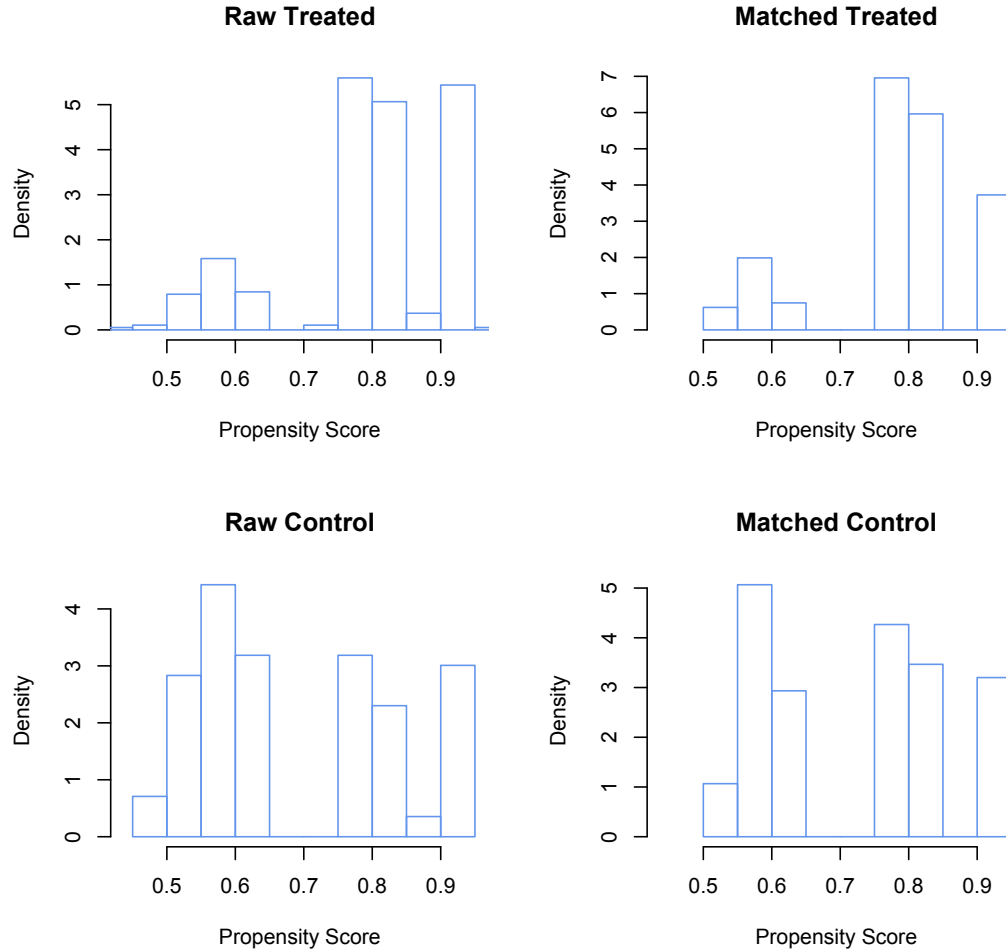 Raw Treated
Density
0 1 2 3 4 5
0.5 0.6 0.7 0.8 0.9
Propensity Score
Matched Treated
Density
0 1 2 3 4 5 6 7
0.5 0.6 0.7 0.8 0.9
Propensity Score
Raw Control
Density
0 1 2 3 4
0.5 0.6 0.7 0.8 0.9
Propensity Score
Matched Control
Density
0 1 2 3 4 5
0.5 0.6 0.7 0.8 0.9
Propensity Score